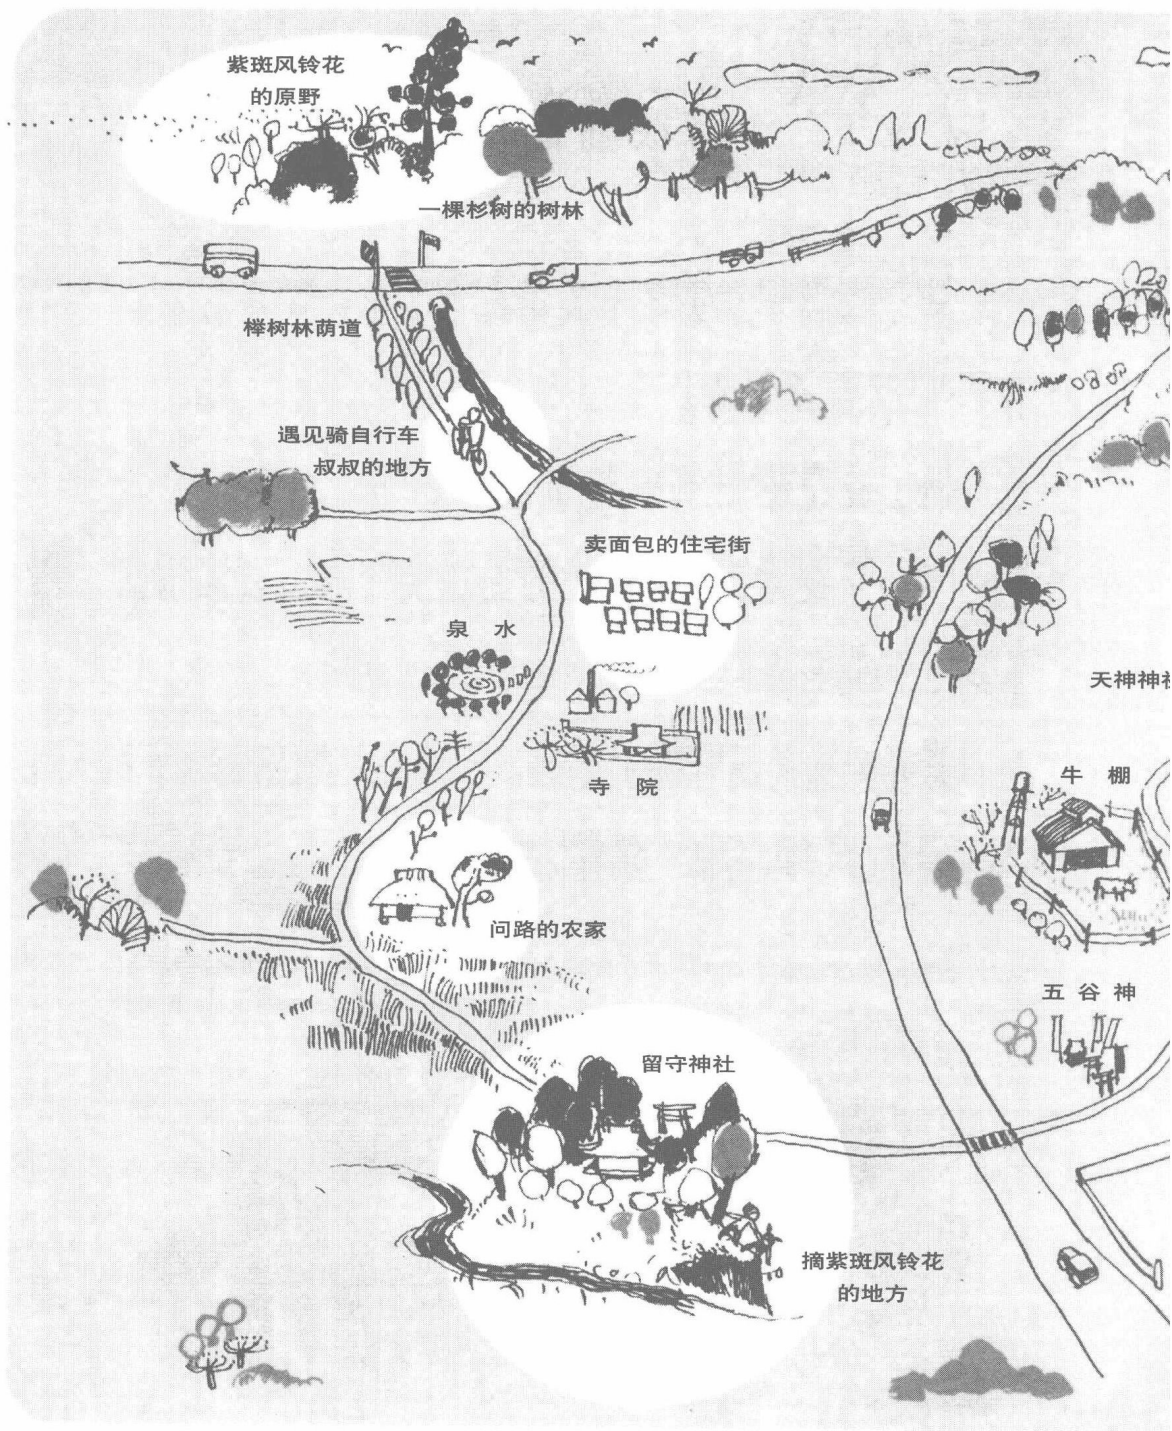 紫斑风铃花
的原野
一棵杉树的树林
榉树林荫道
遇见骑自行车
叔叔的地方
卖面包的住宅街
泉 水
天神神社
寺 院
牛 棚
问路的农家
五 谷 神
留守神社
摘紫斑风铃花
的地方